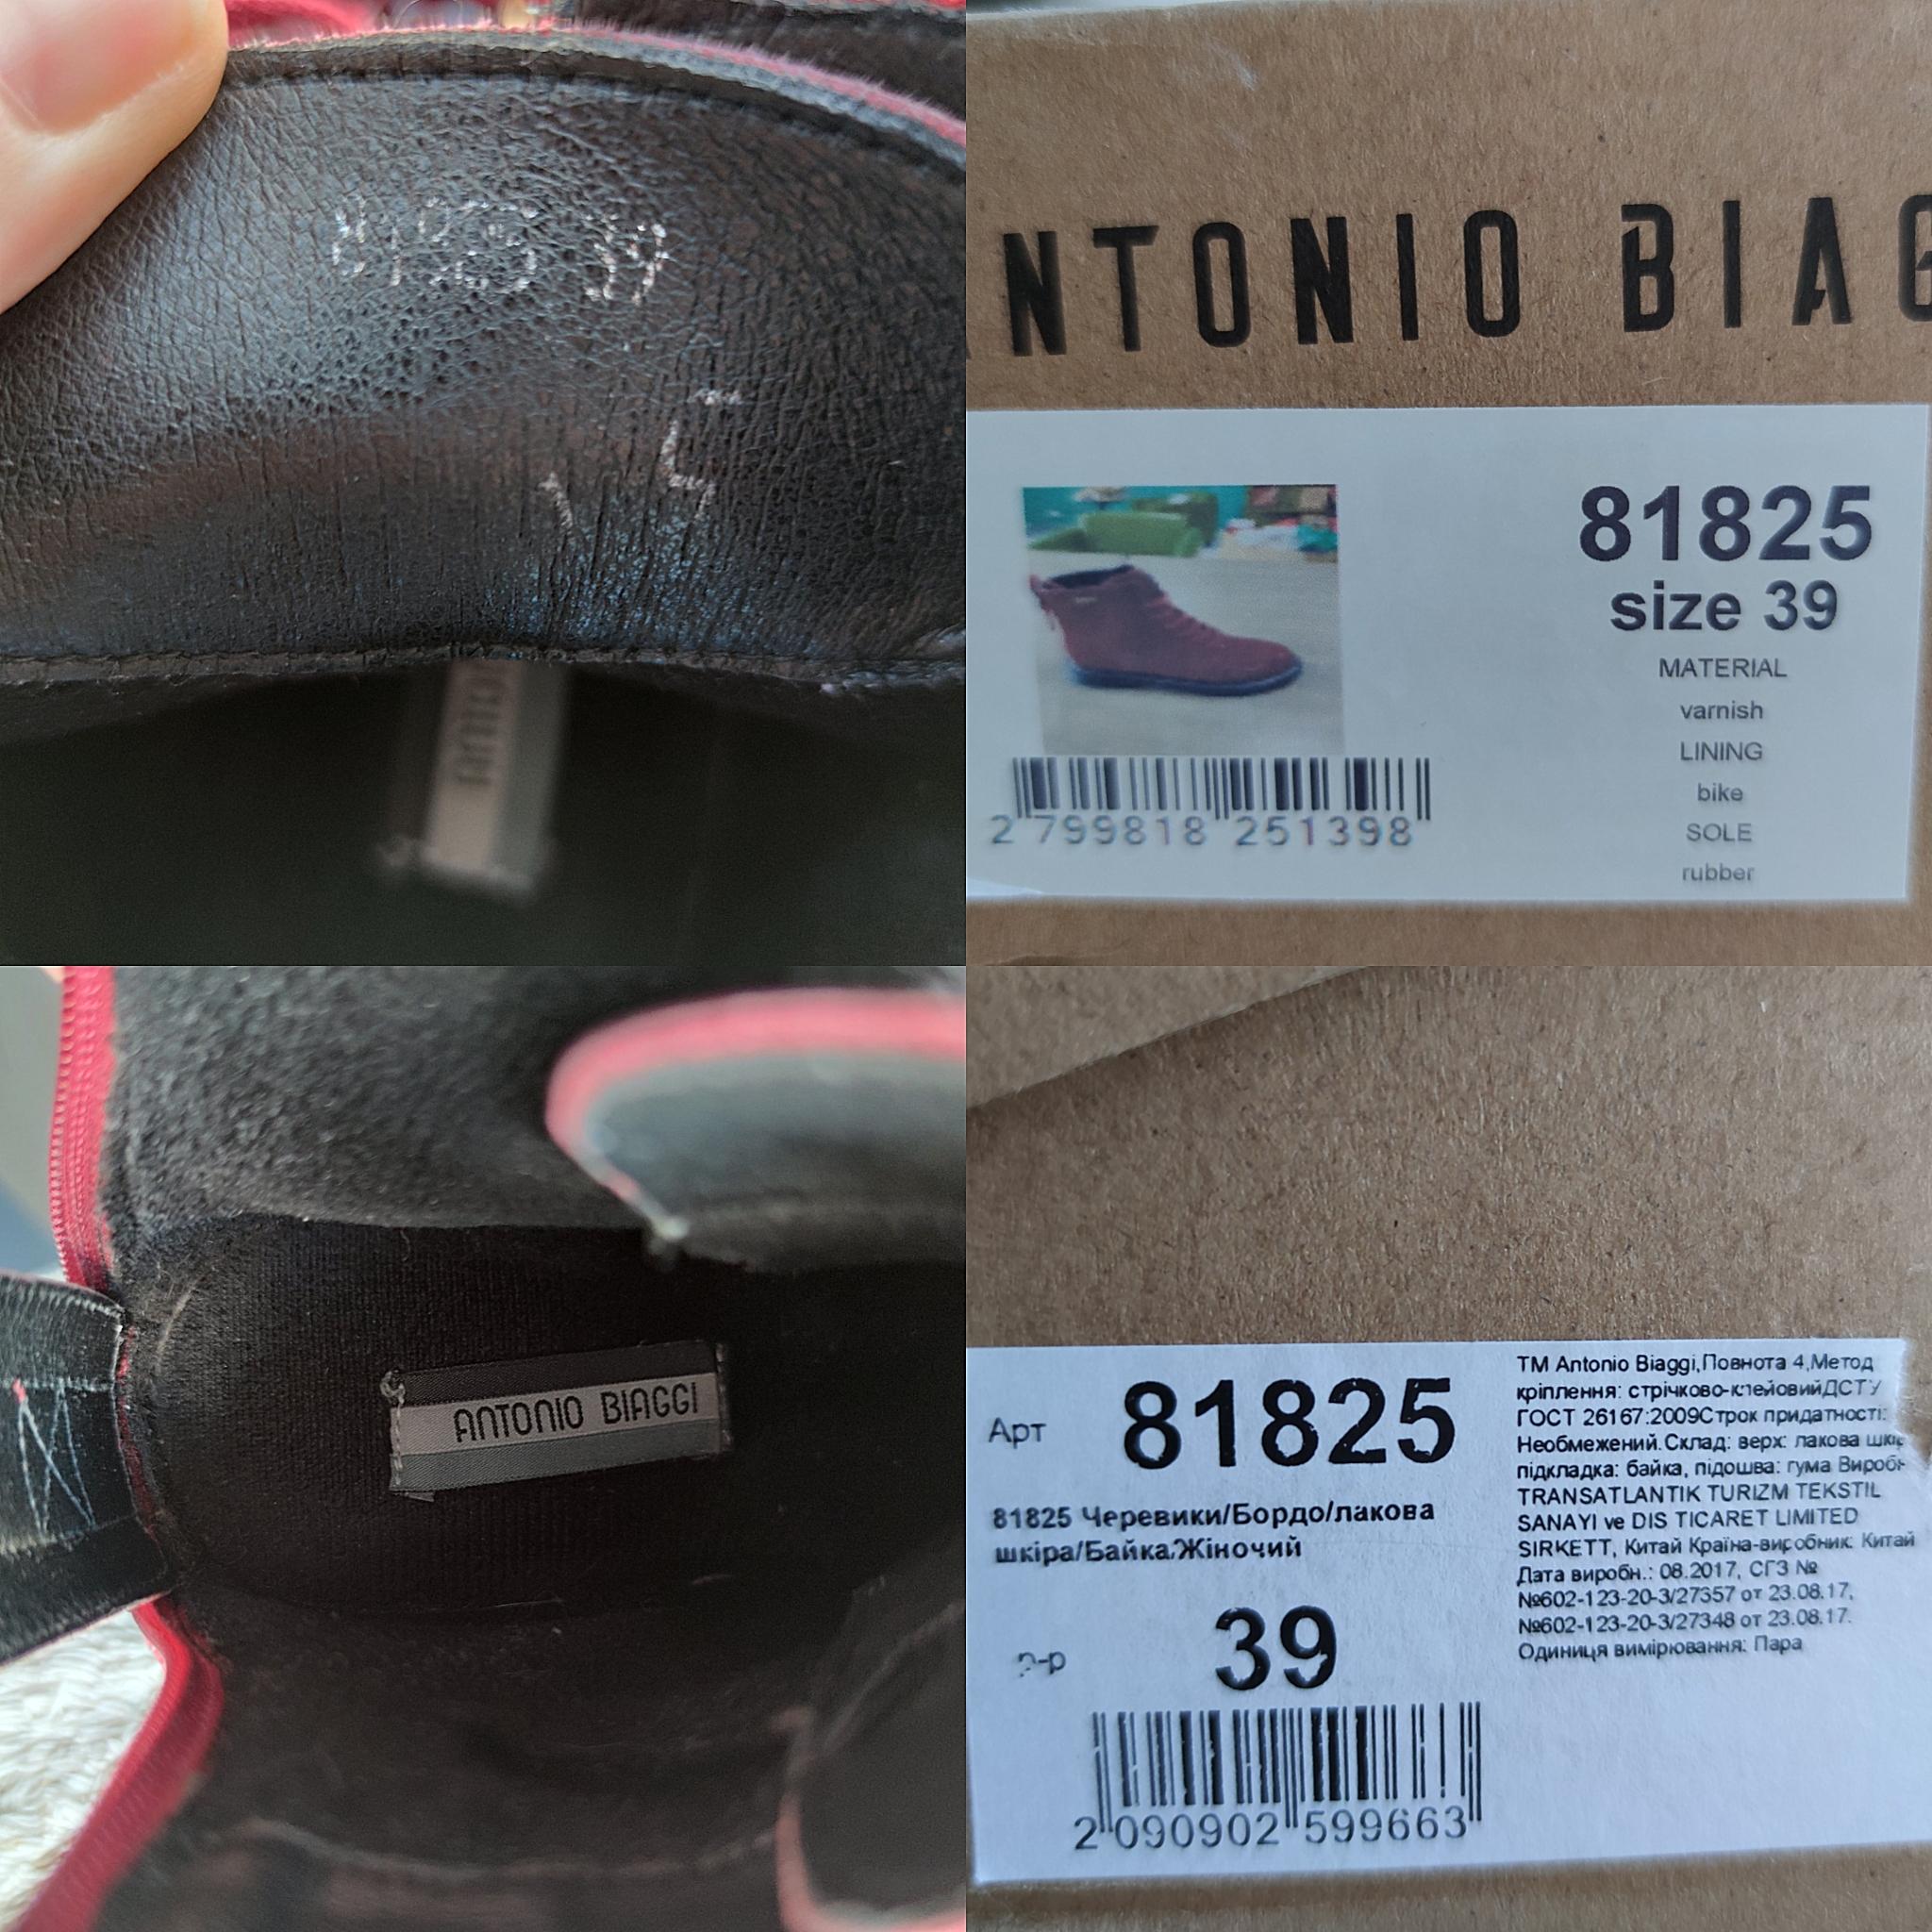 ANTO
NTONIO BIAG
81825
size 39
MATERIAL
varnish
LINING
bike
SOLE
rubber
2 799818 251398
ANTONIO BIAGGI
Арт 81825
81825 Черевики/Бордо/лакова
шкіра/Байка/Жіночий
р-р 39
2 090902 599663
TM Antonio Biaggi,Повнота 4,Метод
кріплення: стрічково-клейовийДСТУ
ГОСТ 26167:2009Строк придатності:
Необмежений.Склад: верх: лакова шкі
підкладка: байка, підошва: гума Вироб
TRANSATLANTIK TURIZM TEKSTIL
SANAYI ve DIS TICARET LIMITED
SIRKETT, Китай Країна-виробник: Китай
Дата виробн.: 08.2017, СГЗ №
№602-123-20-3/27357 от 23.08.17,
№602-123-20-3/27348 от 23.08.17.
Одиниця вимірювання: Пара